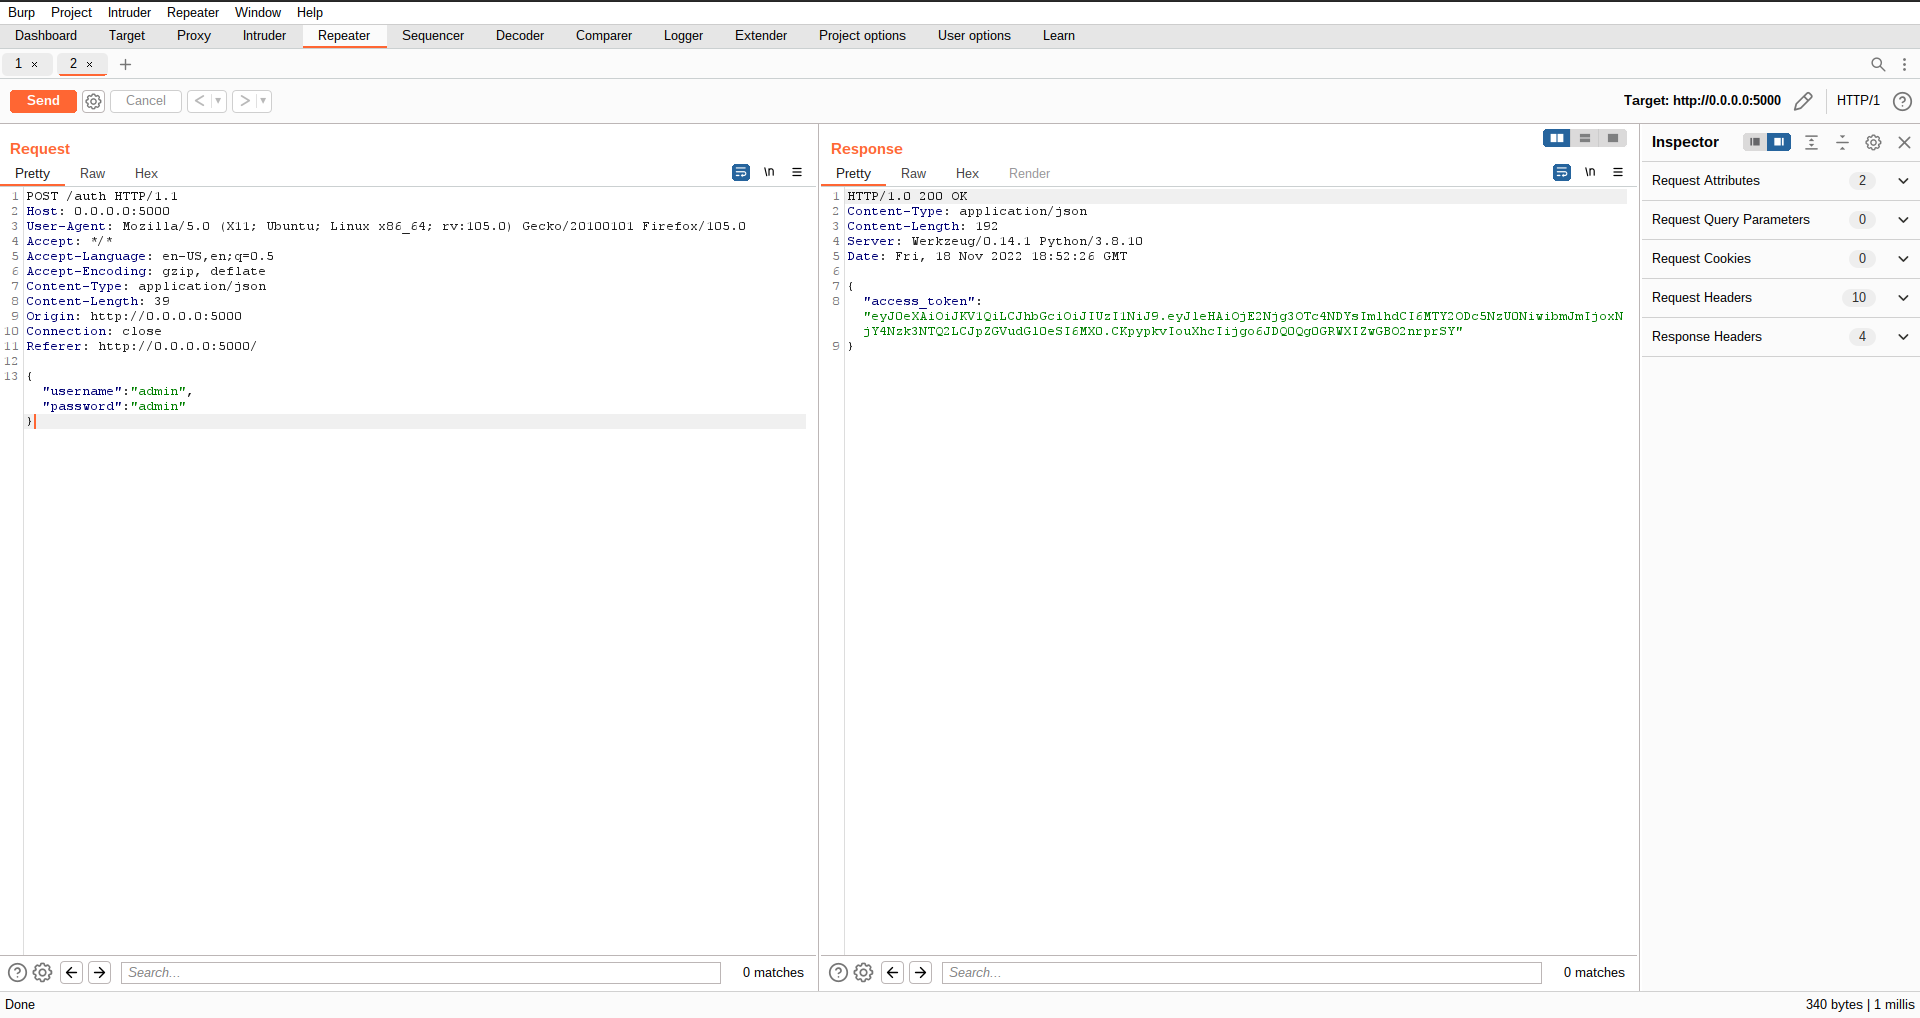 Burp Project Intruder Repeater Window Help
Dashboard Target Proxy Intruder Repeater Sequencer Decoder Comparer Logger Extender Project options User options Learn
1 × 2 × +
Send Cancel < > Target: http://0.0.0.0:5000 HTTP/1
Request
Pretty Raw Hex \n
1 POST /auth HTTP/1.1
2 Host: 0.0.0.0:5000
3 User-Agent: Mozilla/5.0 (X11; Ubuntu; Linux x86_64; rv:105.0) Gecko/20100101 Firefox/105.0
4 Accept: */*
5 Accept-Language: en-US,en;q=0.5
6 Accept-Encoding: gzip, deflate
7 Content-Type: application/json
8 Content-Length: 39
9 Origin: http://0.0.0.0:5000
10 Connection: close
11 Referer: http://0.0.0.0:5000/
12
13 {
"username":"admin",
"password":"admin"
}
Search...
0 matches
Response
Pretty Raw Hex Render \n
1 HTTP/1.0 200 OK
2 Content-Type: application/json
3 Content-Length: 192
4 Server: Werkzeug/0.14.1 Python/3.8.10
5 Date: Fri, 18 Nov 2022 18:52:26 GMT
6
7 {
8 "access_token":
"eyJ0eXAiOiJKV1QiLCJhbGciOiJIUzI1NiJ9.eyJleHAiOjE2Njg3OTc4NDYsImlhdCI6MTY2ODc5NzU0NiwibmJmIjoxN
jY4Nzk3NTQ2LCJpZGVudGl0eSI6MX0.CKpypkvIouXhcIijgo6JDQ0Qg0GRWXIZwGBO2nrprSY"
9 }
Search...
0 matches
Inspector
Request Attributes 2
Request Query Parameters 0
Request Cookies 0
Request Headers 10
Response Headers 4
Done 340 bytes | 1 millis